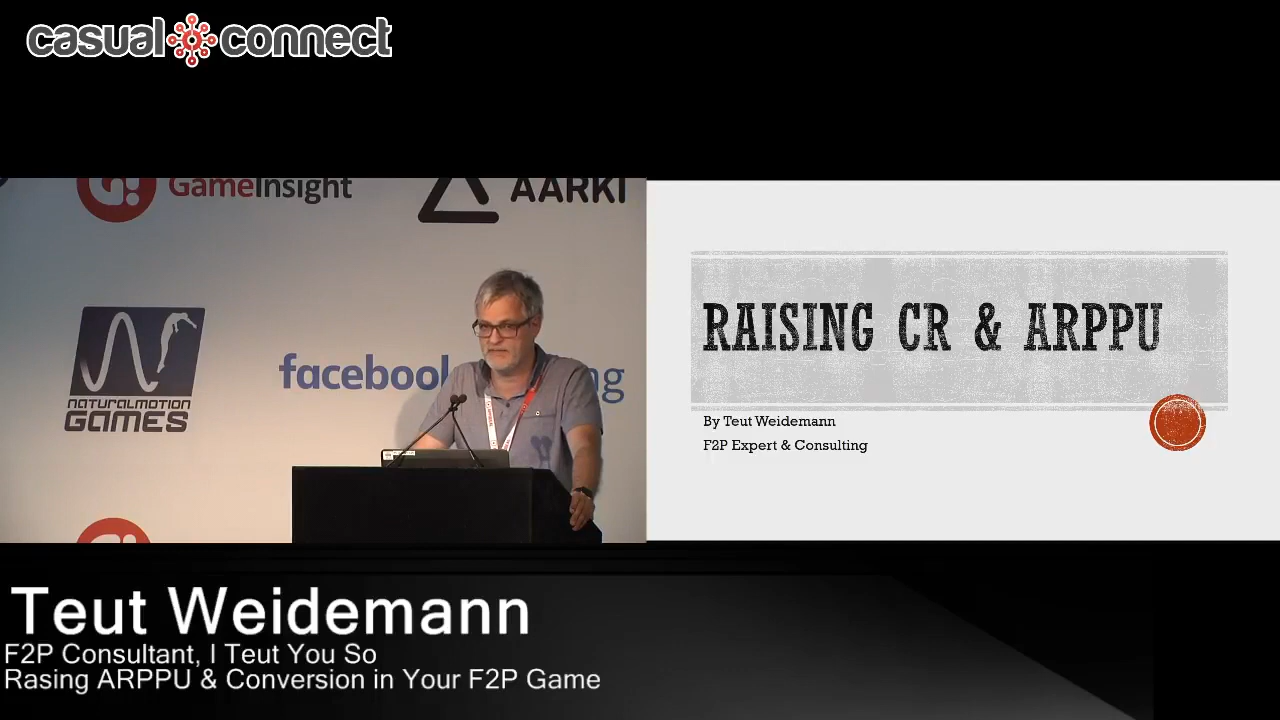 casual connect
GameInsight
AARKI
NATURALMOTION
GAMES
facebook
ng
RAISING CR & ARPPU
By Teut Weidemann
F2P Expert & Consulting
Teut Weidemann
F2P Consultant, I Teut You So
Rasing ARPPU & Conversion in Your F2P Game